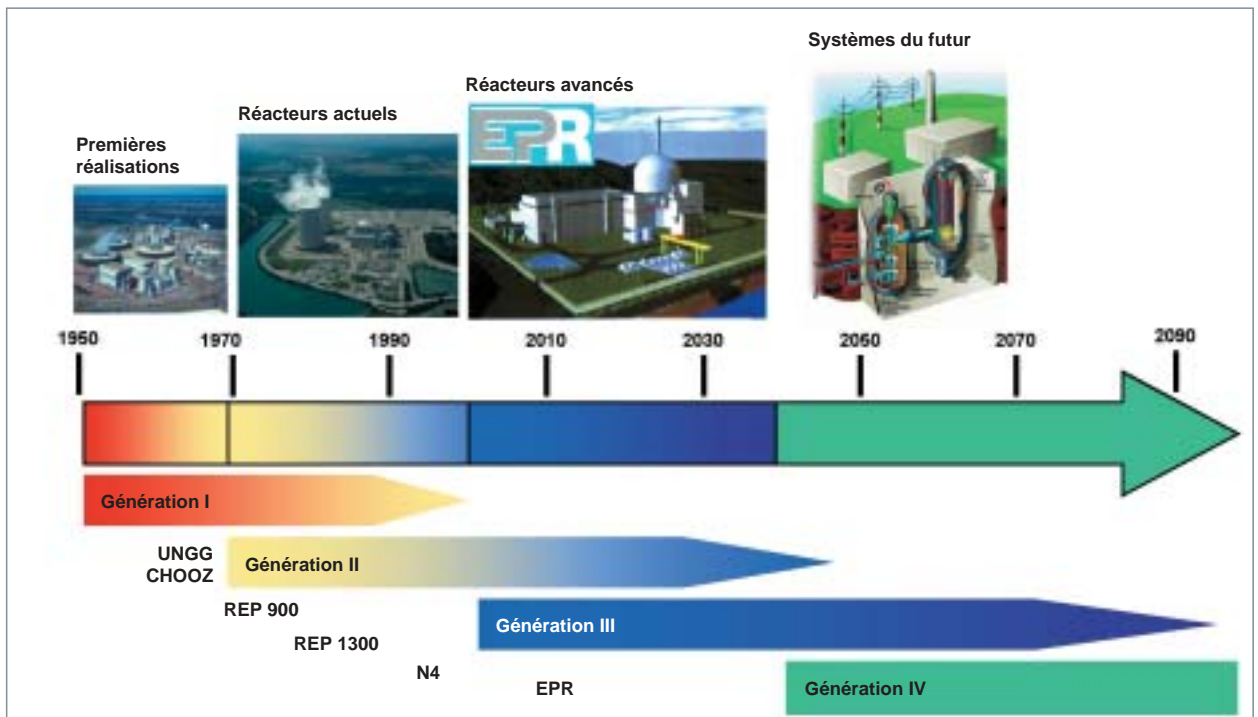 Systèmes du futur
Réacteurs avancés
EPR
Réacteurs actuels
Premières
réalisations
1950 1970 1990 2010 2030 2050 2070 2090
Génération I
UNGG
CHOOZ
Génération II
REP 900
REP 1300
Génération III
N4
EPR
Génération IV